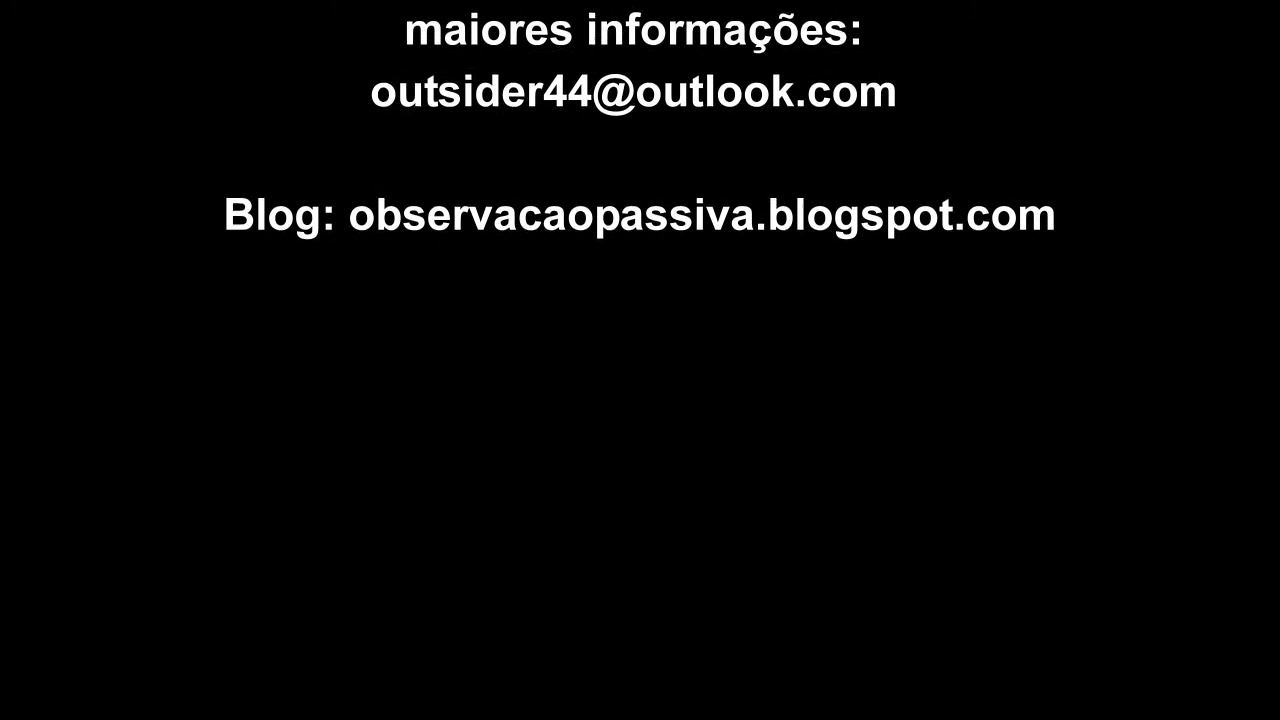 maiores informações:
outsider44@outlook.com
Blog: observacaopassiva.blogspot.com